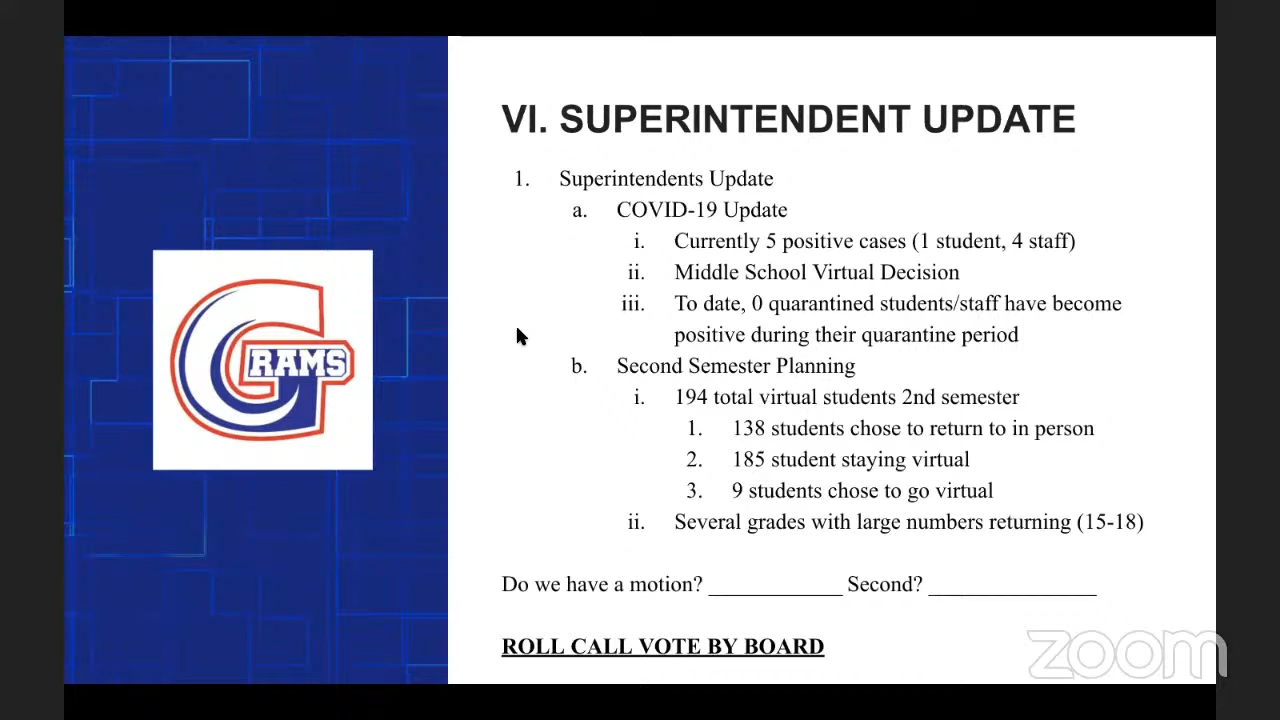 VI. SUPERINTENDENT UPDATE
1. Superintendents Update
a. COVID-19 Update
i. Currently 5 positive cases (1 student, 4 staff)
ii. Middle School Virtual Decision
iii. To date, 0 quarantined students/staff have become
positive during their quarantine period
RAMS
b. Second Semester Planning
i. 194 total virtual students 2nd semester
1. 138 students chose to return to in person
2. 185 student staying virtual
3. 9 students chose to go virtual
ii. Several grades with large numbers returning (15-18)
Do we have a motion? ____________ Second? _______________
ROLL CALL VOTE BY BOARD
zoom